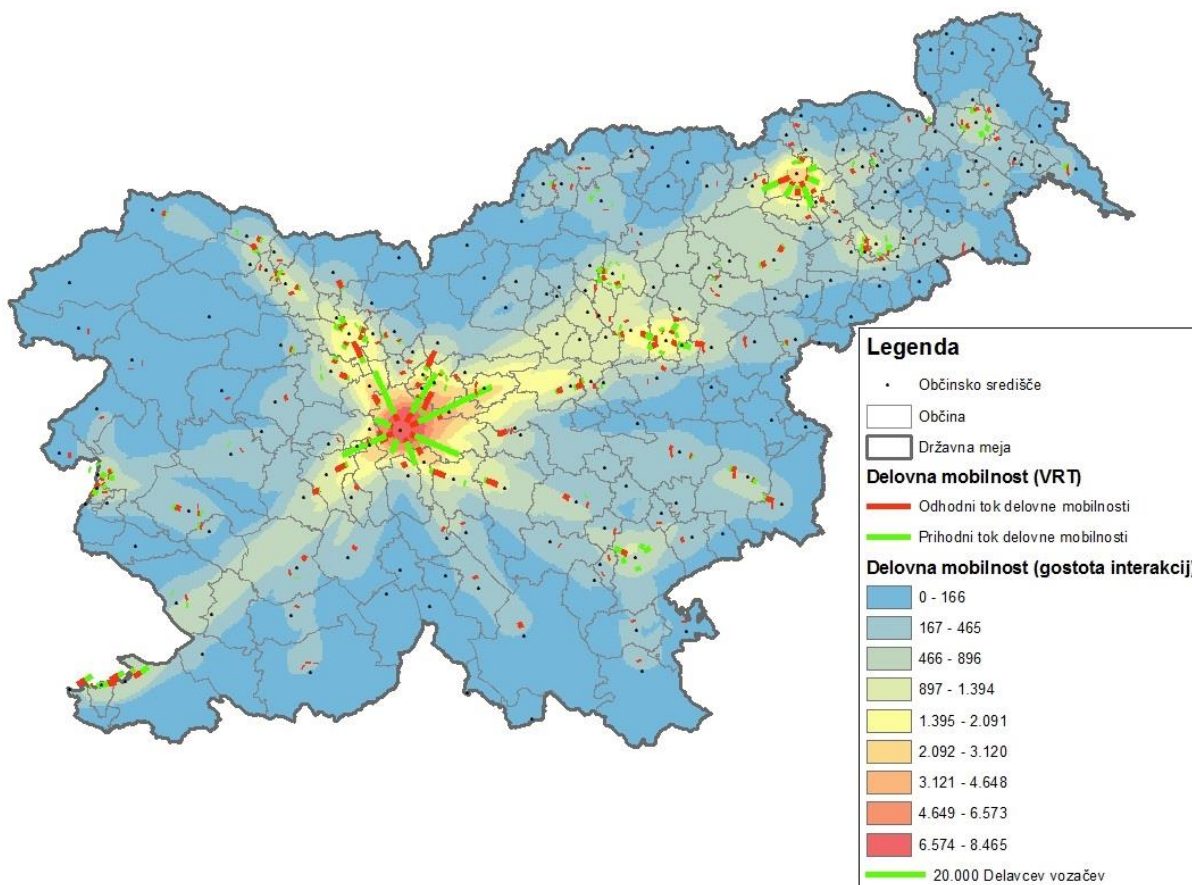 Legenda
Občinsko središče
Občina
Državna meja
Delovna mobilnost (VRT)
Odhodni tok delovne mobilnosti
Prihodni tok delovne mobilnosti
Delovna mobilnost (gostota interakcij)
0 - 166
167 - 465
466 - 896
897 - 1.394
1.395 - 2.091
2.092 - 3.120
3.121 - 4.648
4.649 - 6.573
6.574 - 8.465
20.000 Delavcev vozačev